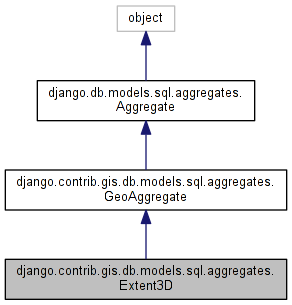 object
django.db.models.sql.aggregates.
Aggregate
django.contrib.gis.db.models.sql.aggregates.
GeoAggregate
django.contrib.gis.db.models.sql.aggregates.
Extent3D